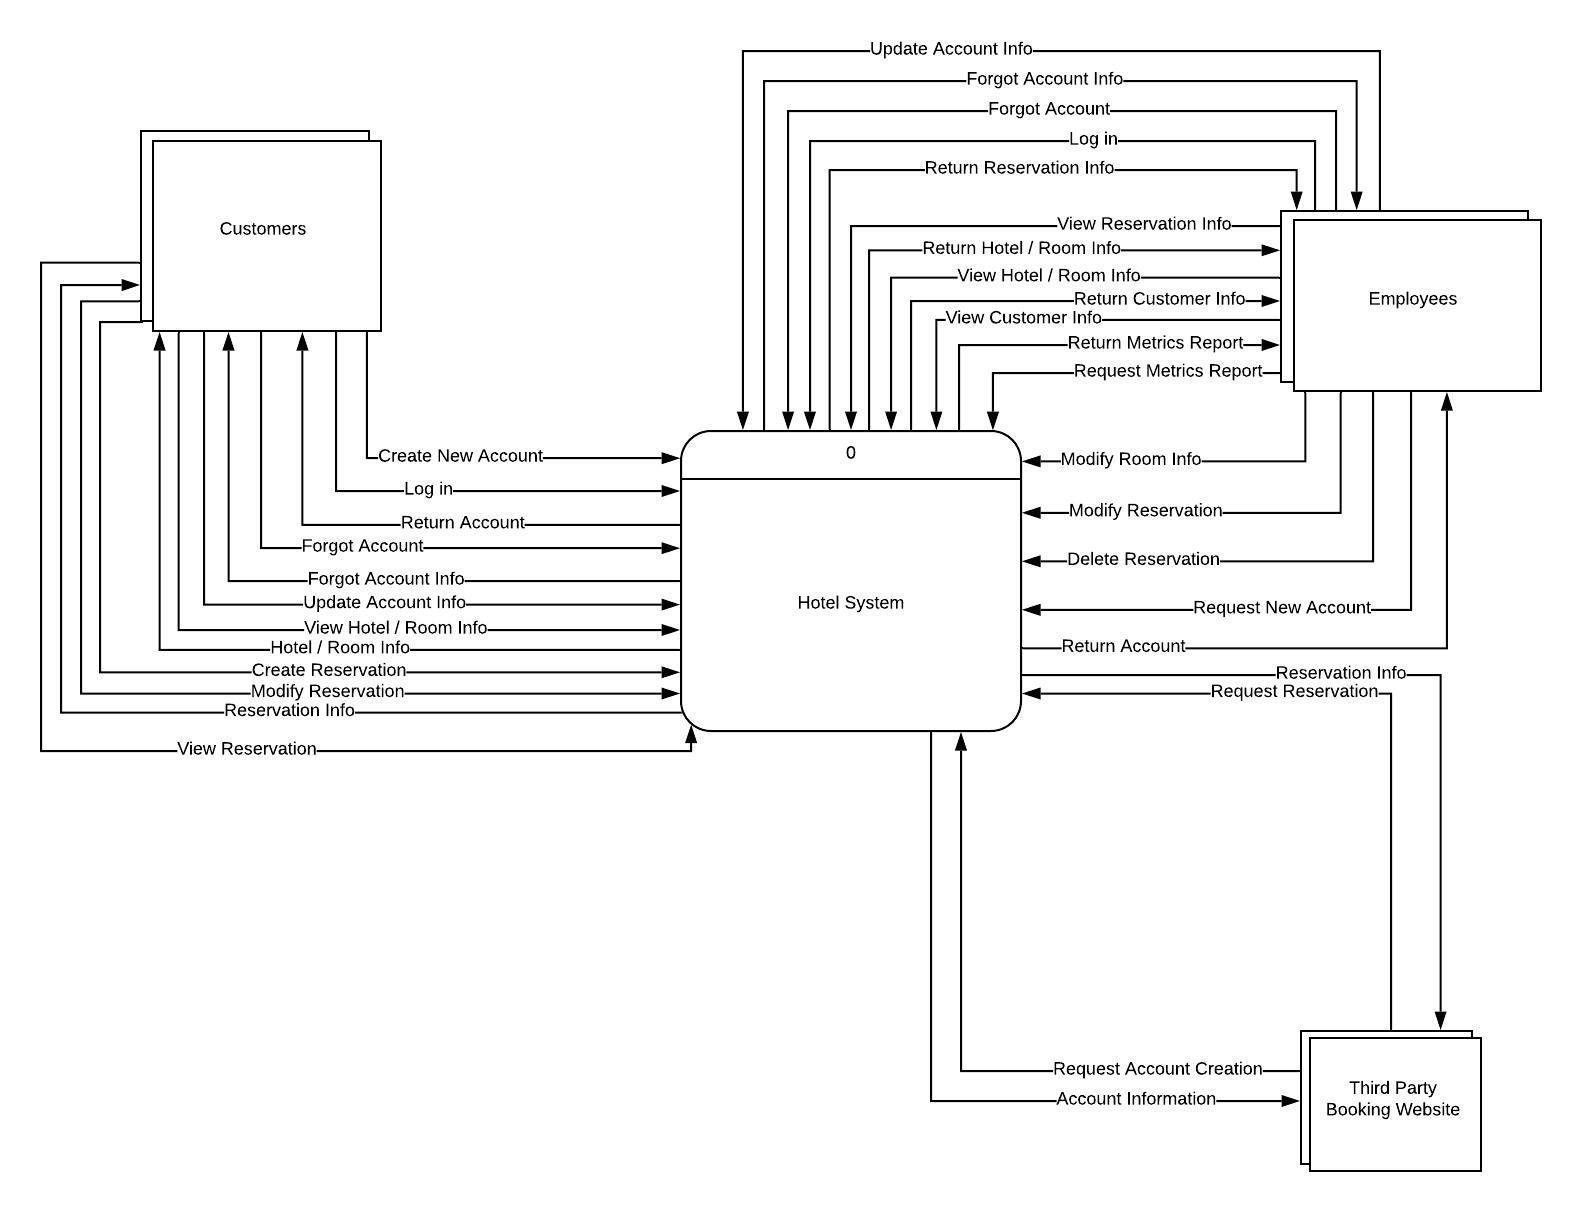 Update Account Info
Forgot Account Info
Forgot Account
Log in
Return Reservation Info
Customers
View Reservation Info
Return Hotel / Room Info
View Hotel / Room Info
Return Customer Info
Employees
View Customer Info
Return Metrics Report
Request Metrics Report
0
Create New Account
Modify Room Info
Log in
Modify Reservation
Return Account
Forgot Account
Delete Reservation
Forgot Account Info
Update Account Info
Hotel System
Request New Account
View Hotel / Room Info
Hotel / Room Info
Return Account
Create Reservation
Reservation Info
Modify Reservation
Request Reservation
Reservation Info
View Reservation
Request Account Creation
Account Information
Third Party
Booking Website